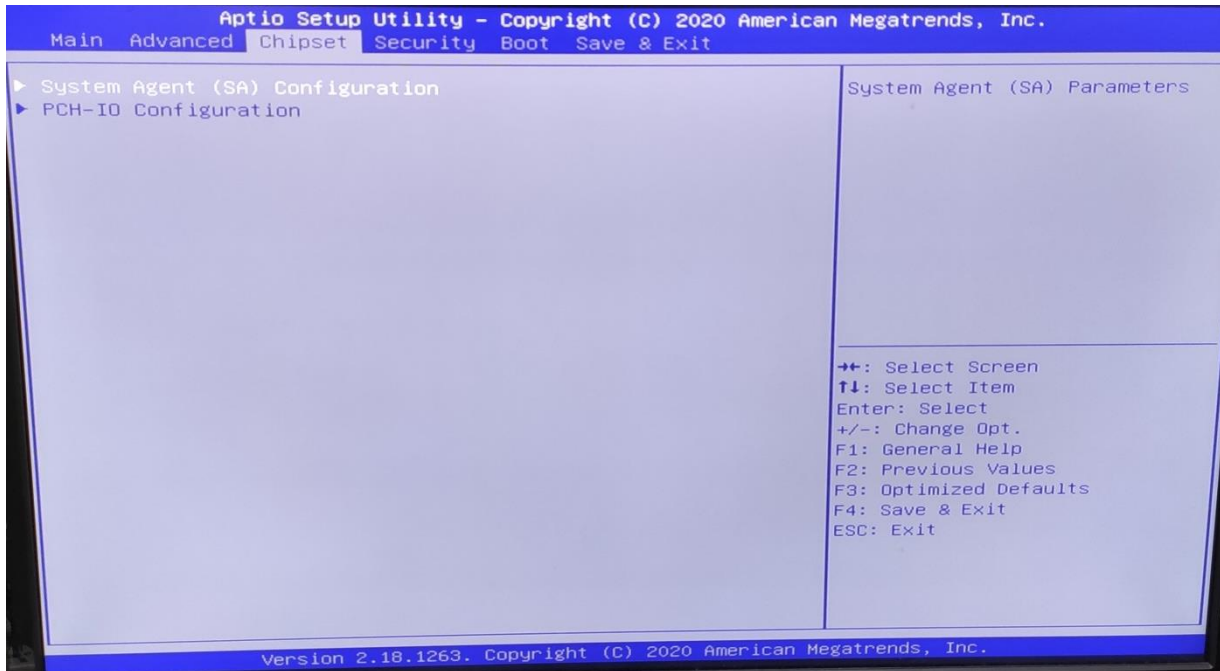 Aptio Setup Utility – Copyright (C) 2020 American Megatrends, Inc.
Main Advanced Chipset Security Boot Save & Exit
► System Agent (SA) Configuration
► PCH-IO Configuration
System Agent (SA) Parameters
→←: Select Screen
↑↓: Select Item
Enter: Select
+/-: Change Opt.
F1: General Help
F2: Previous Values
F3: Optimized Defaults
F4: Save & Exit
ESC: Exit
Version 2.18.1263. Copyright (C) 2020 American Megatrends, Inc.